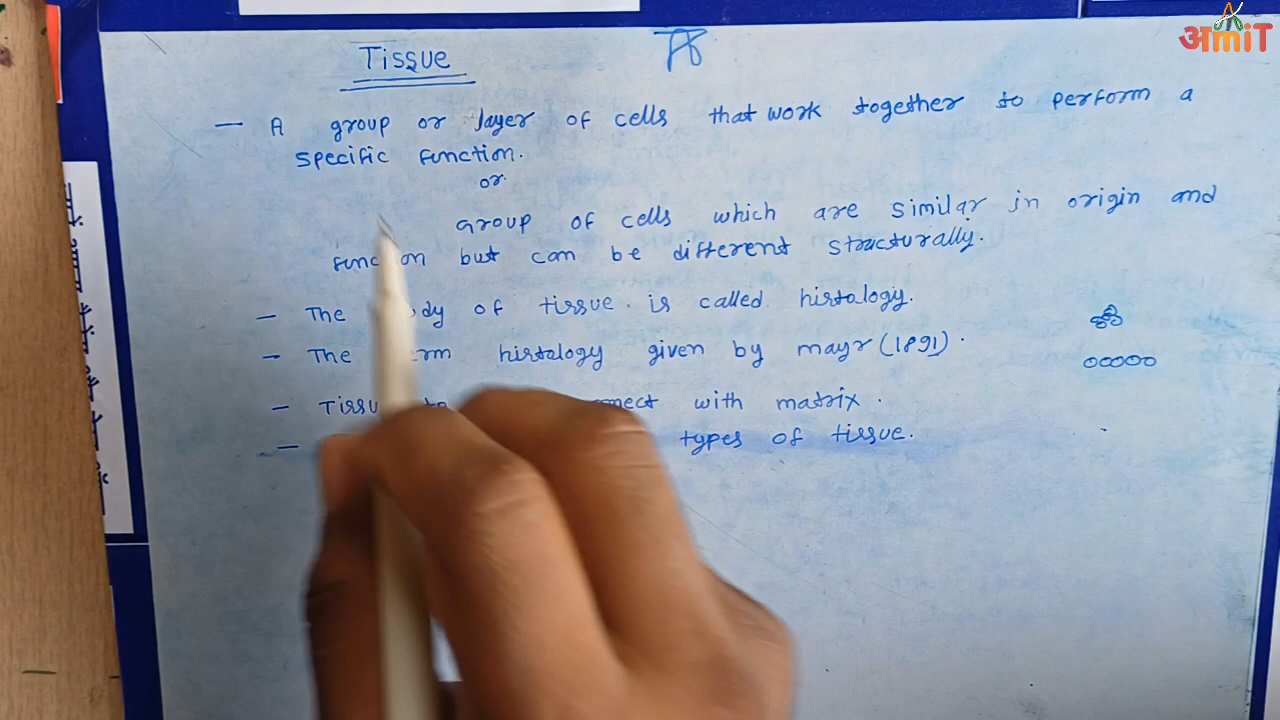 अमिT
Tissue
— A group or layer of cells that work together to perform a
specific function.
or
group of cells which are similar in origin and
function but can be different structurally.
— The of tissue is called histology.
— The histology given by mayr (1891).
— with matrix.
— types of tissue.